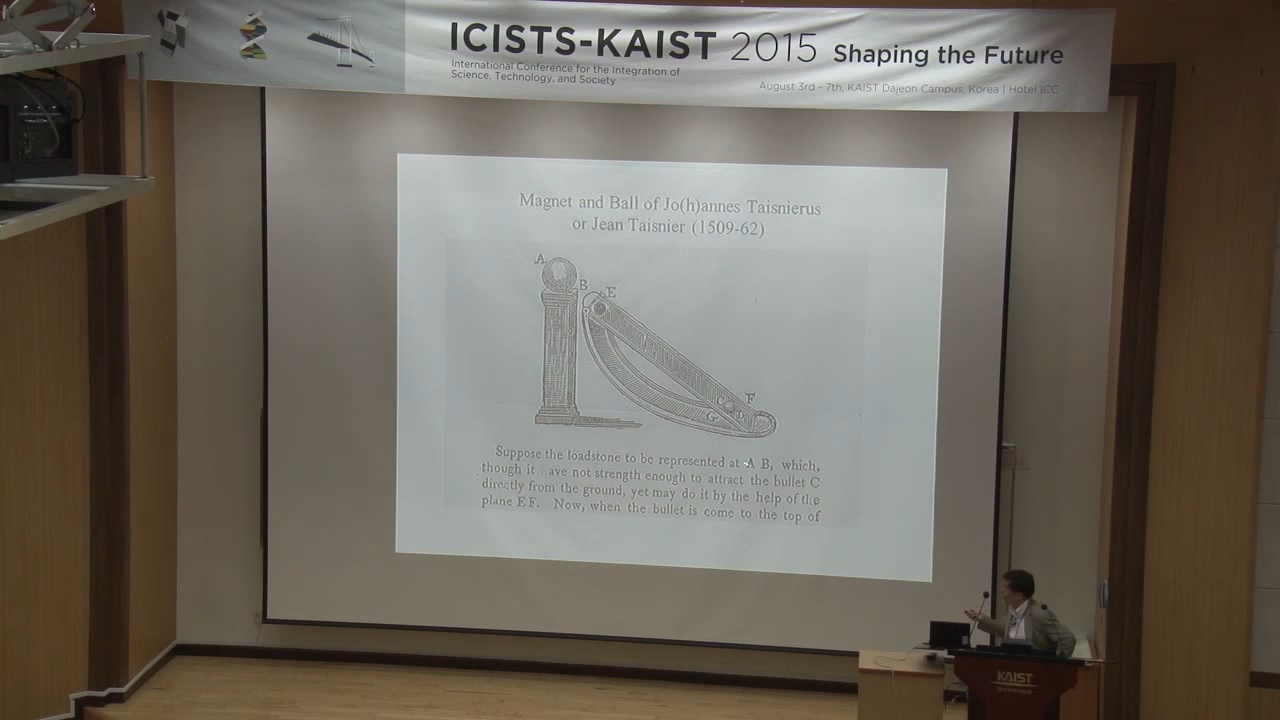 ICISTS-KAIST 2015 Shaping the Future
International Conference for the Integration of
Science, Technology, and Society
August 3rd - 7th, KAIST Dajeon Campus, Korea | Hotel ICC
Magnet and Ball of Jo(h)annes Taisnierus
or Jean Taisnier (1509-62)
A
B
E
F
C
D
G
Suppose the loadstone to be represented at A B, which,
though it ave not strength enough to attract the bullet C
directly from the ground, yet may do it by the help of the
plane E F. Now, when the bullet is come to the top of
KAIST